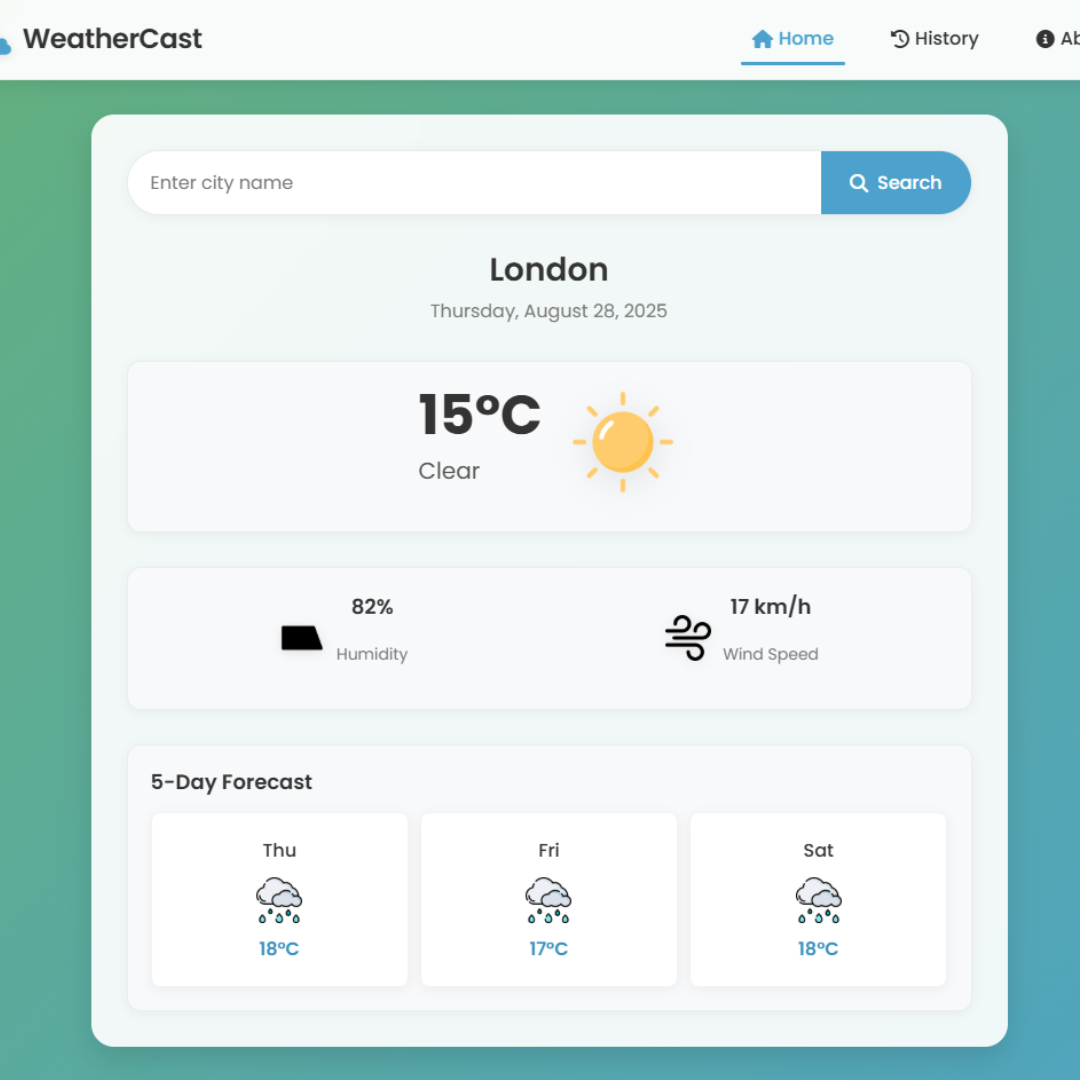 WeatherCast
Home
History
Ab
Enter city name
Search
London
Thursday, August 28, 2025
15°C
Clear
82%
Humidity
17 km/h
Wind Speed
5-Day Forecast
Thu
Fri
Sat
18°C
17°C
18°C